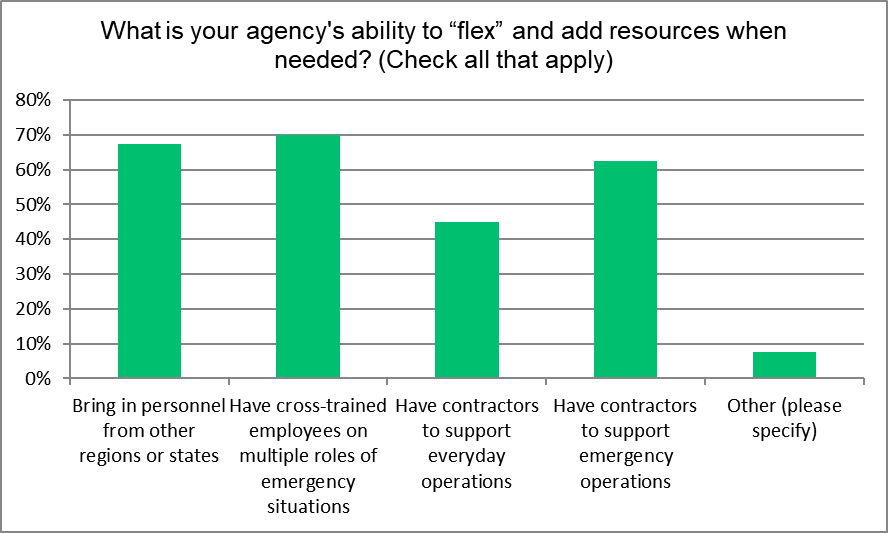 What is your agency's ability to “flex” and add resources when
needed? (Check all that apply)
80%
70%
60%
50%
40%
30%
20%
10%
0%
Bring in personnel
from other
regions or states
Have cross-trained
employees on
multiple roles of
emergency
situations
Have contractors
to support
everyday
operations
Have contractors
to support
emergency
operations
Other (please
specify)